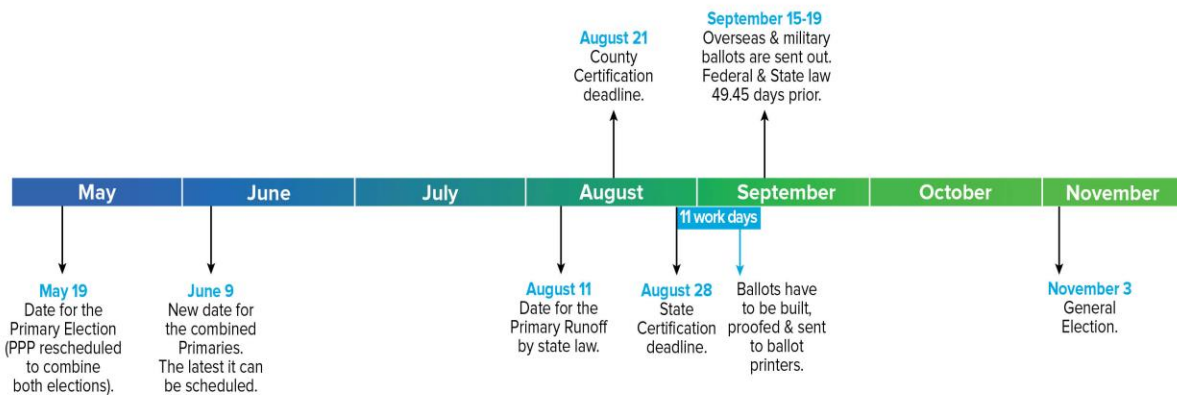 August 21
County
Certification
deadline.
September 15-19
Overseas & military
ballots are sent out.
Federal & State law
49.45 days prior.
May
June
July
August
September
October
November
11 work days
May 19
Date for the
Primary Election
(PPP rescheduled
to combine
both elections).
June 9
New date for
the combined
Primaries.
The latest it can
be scheduled.
August 11
Date for the
Primary Runoff
by state law.
August 28
State
Certification
deadline.
Ballots have
to be built,
proofed & sent
to ballot
printers.
November 3
General
Election.